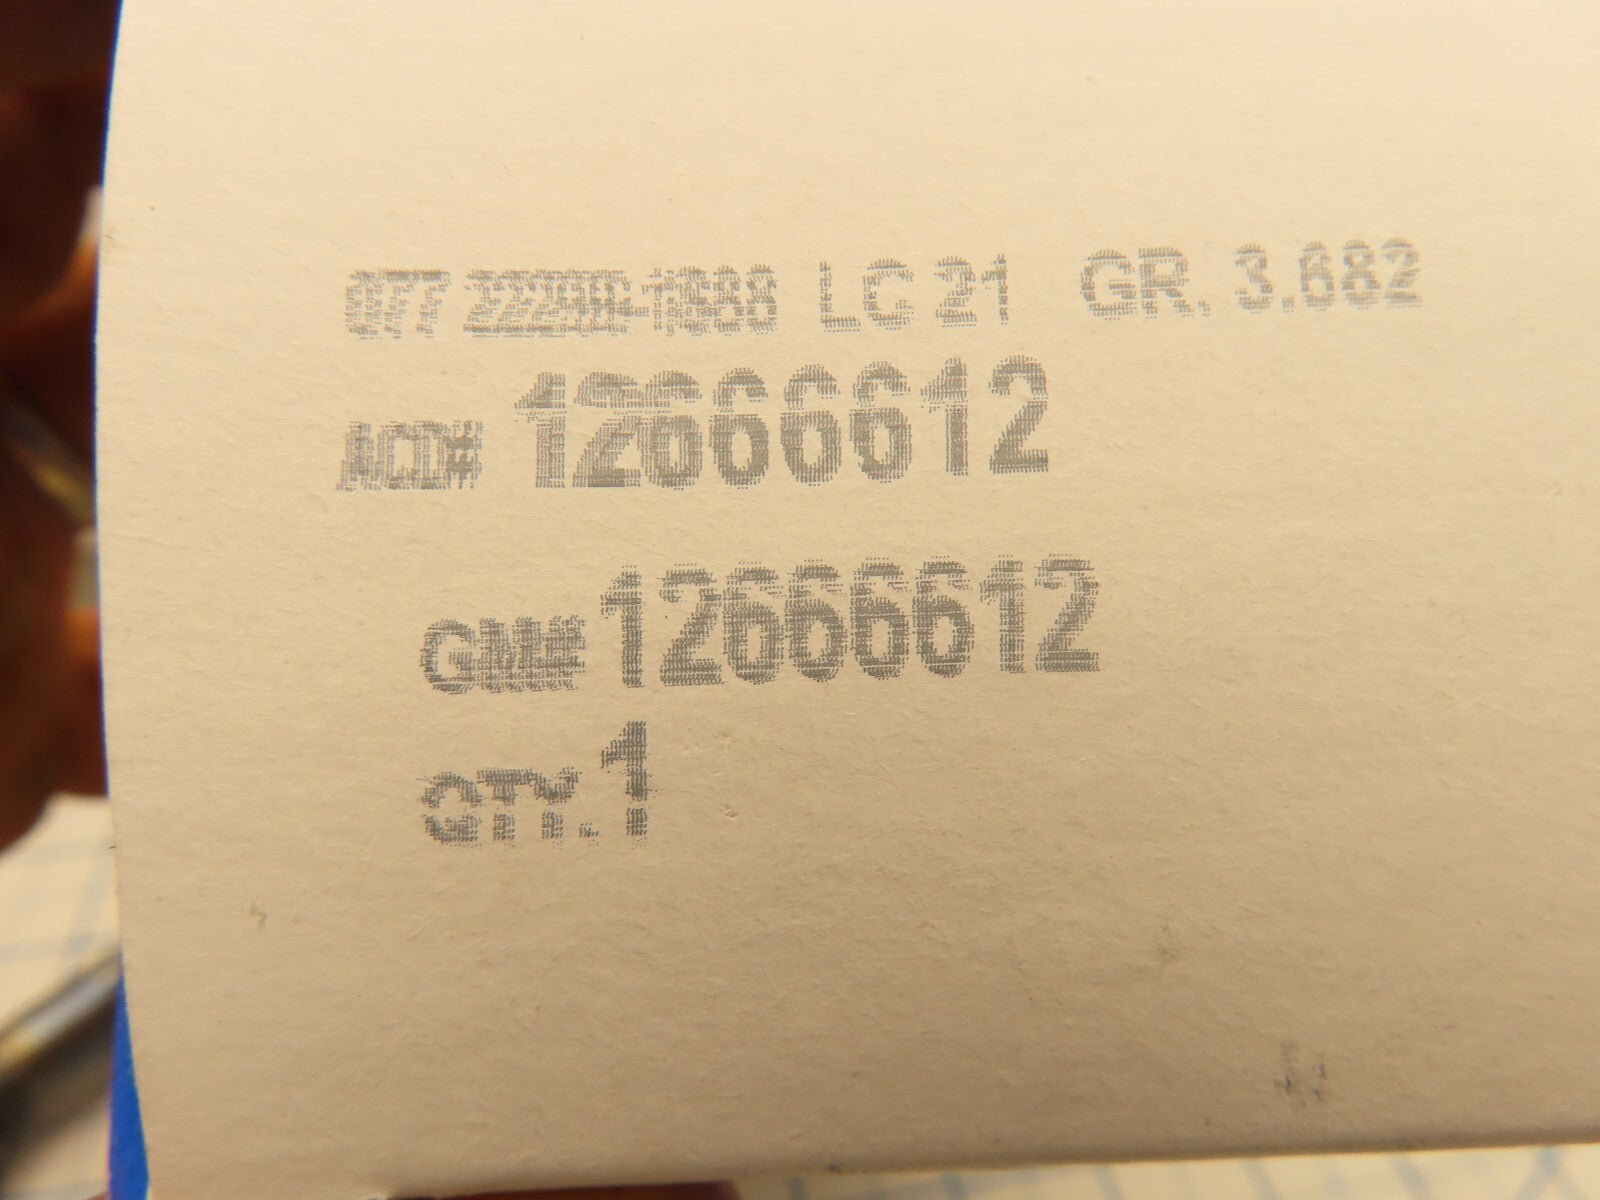 LC 21 GR. 3.682
ACD# 12666612
GM# 12666612
QTY. 1